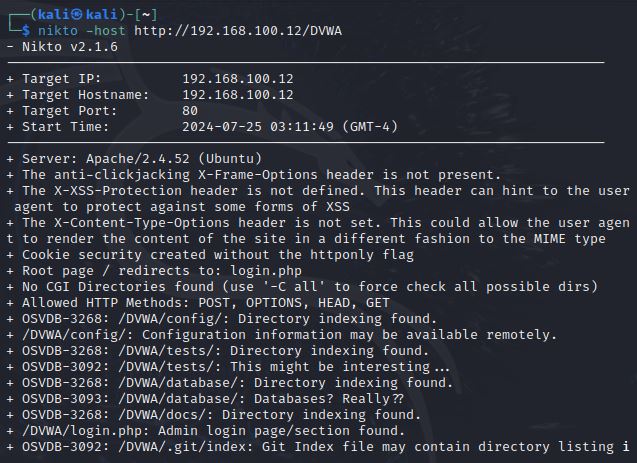 ┌──(kali㉿kali)-[~]
└─$ nikto -host http://192.168.100.12/DVWA
- Nikto v2.1.6
+ Target IP: 192.168.100.12
+ Target Hostname: 192.168.100.12
+ Target Port: 80
+ Start Time: 2024-07-25 03:11:49 (GMT-4)
+ Server: Apache/2.4.52 (Ubuntu)
+ The anti-clickjacking X-Frame-Options header is not present.
+ The X-XSS-Protection header is not defined. This header can hint to the user
agent to protect against some forms of XSS
+ The X-Content-Type-Options header is not set. This could allow the user agen
t to render the content of the site in a different fashion to the MIME type
+ Cookie security created without the httponly flag
+ Root page / redirects to: login.php
+ No CGI Directories found (use '-C all' to force check all possible dirs)
+ Allowed HTTP Methods: POST, OPTIONS, HEAD, GET
+ OSVDB-3268: /DVWA/config/: Directory indexing found.
+ /DVWA/config/: Configuration information may be available remotely.
+ OSVDB-3268: /DVWA/tests/: Directory indexing found.
+ OSVDB-3092: /DVWA/tests/: This might be interesting...
+ OSVDB-3268: /DVWA/database/: Directory indexing found.
+ OSVDB-3093: /DVWA/database/: Databases? Really??
+ OSVDB-3268: /DVWA/docs/: Directory indexing found.
+ /DVWA/login.php: Admin login page/section found.
+ OSVDB-3092: /DVWA/.git/index: Git Index file may contain directory listing i